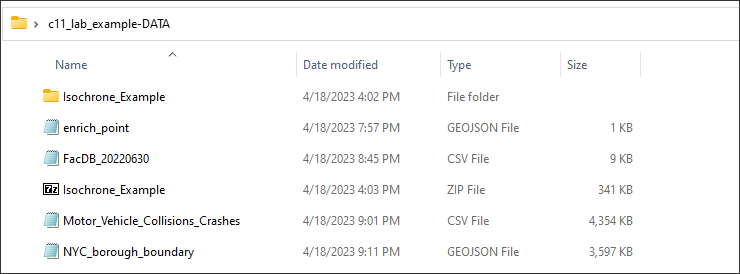 c11_lab_example-DATA
Name Date modified Type Size
Isochrone_Example 4/18/2023 4:02 PM File folder
enrich_point 4/18/2023 7:57 PM GEOJSON File 1 KB
FacDB_20220630 4/18/2023 8:45 PM CSV File 9 KB
Isochrone_Example 4/18/2023 4:03 PM ZIP File 341 KB
Motor_Vehicle_Collisions_Crashes 4/18/2023 9:01 PM CSV File 4,354 KB
NYC_borough_boundary 4/18/2023 9:11 PM GEOJSON File 3,597 KB